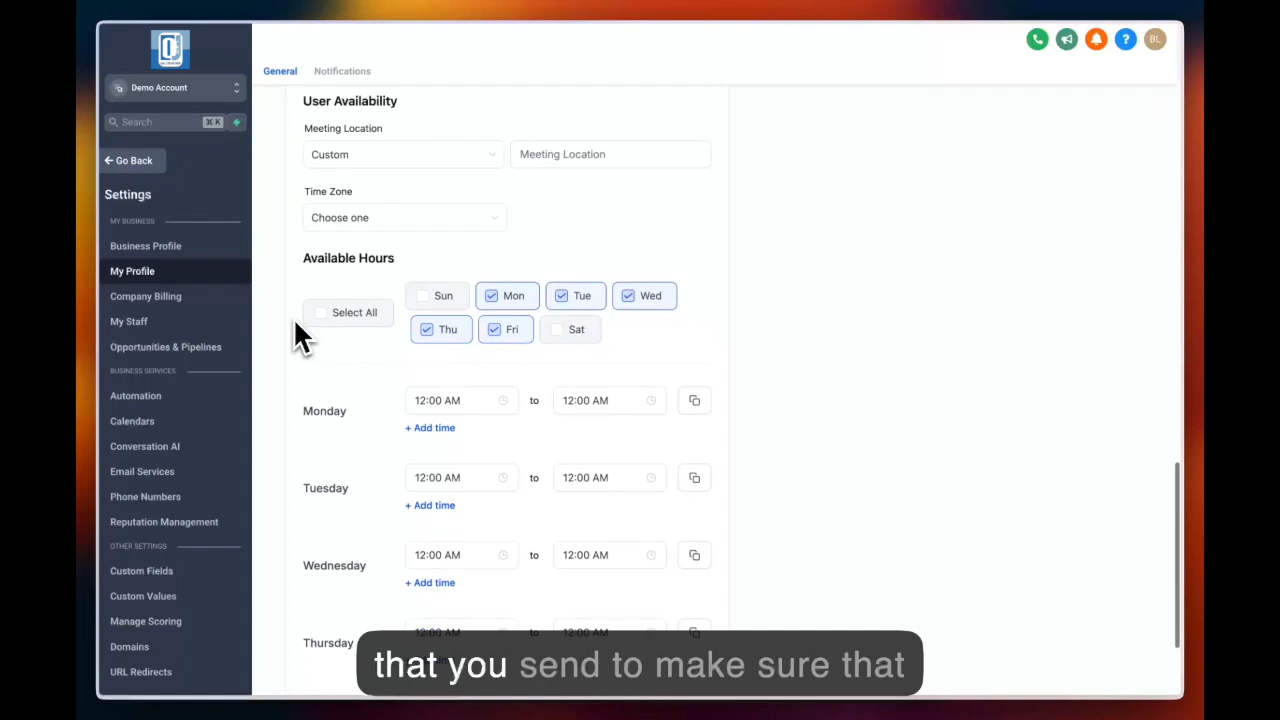 Demo Account
Search ⌘ K
Go Back
Settings
MY BUSINESS
Business Profile
My Profile
Company Billing
My Staff
Opportunities & Pipelines
BUSINESS SERVICES
Automation
Calendars
Conversation AI
Email Services
Phone Numbers
Reputation Management
OTHER SETTINGS
Custom Fields
Custom Values
Manage Scoring
Domains
URL Redirects
? BL
General Notifications
User Availability
Meeting Location
Custom Meeting Location
Time Zone
Choose one
Available Hours
Select All
Sun Mon Tue Wed
Thu Fri Sat
Monday 12:00 AM to 12:00 AM
+ Add time
Tuesday 12:00 AM to 12:00 AM
+ Add time
Wednesday 12:00 AM to 12:00 AM
+ Add time
Thursday 12:00 AM to 12:00 AM
that you send to make sure that